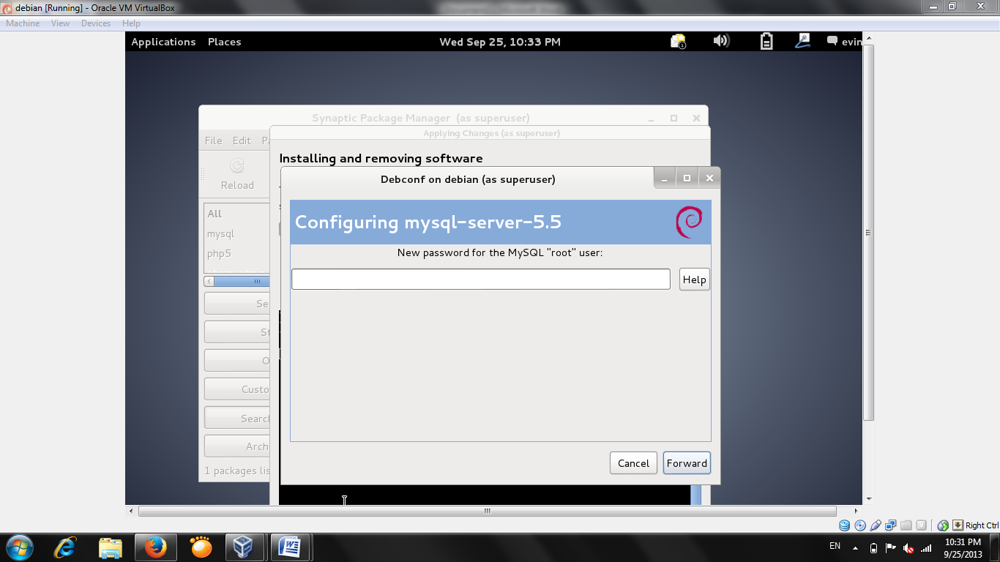 debian [Running] - Oracle VM VirtualBox
Machine View Devices Help
Applications Places Wed Sep 25, 10:33 PM 1 evin
Synaptic Package Manager (as superuser)
Applying Changes (as superuser)
File Edit
Installing and removing software
Reload
Debconf on debian (as superuser)
Configuring mysql-server-5.5
All
mysql
php5
New password for the MySQL "root" user:
Help
Se
St
O
Custo
Search
Archi
1 packages lis
Cancel Forward
Right Ctrl
EN 10:31 PM
9/25/2013